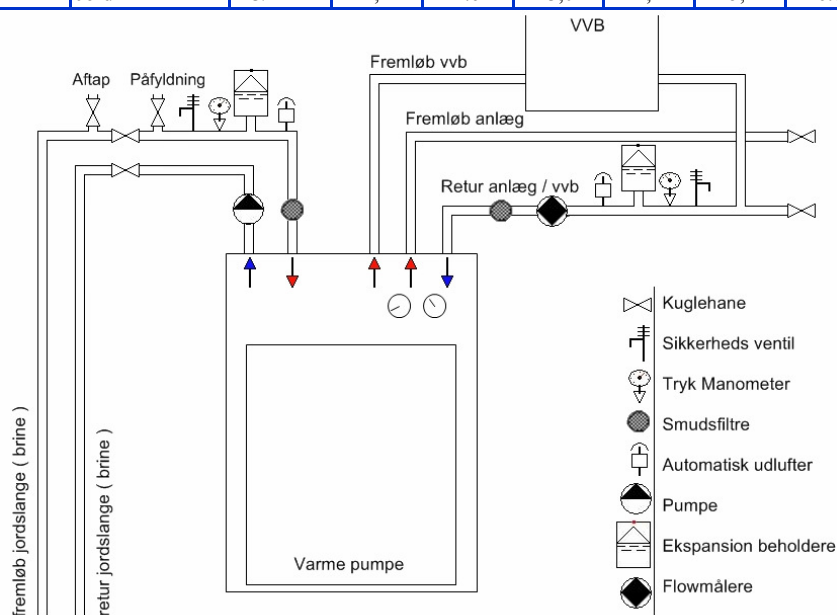 VVB
Fremløb vvb
Aftap
Påfyldning
Fremløb anlæg
Retur anlæg / vvb
Kuglehane
Sikkerheds ventil
Tryk Manometer
Smudsfiltre
Automatisk udlufter
Pumpe
Ekspansion beholdere
Flowmålere
Varme pumpe
fremløb jordslange ( brine )
retur jordslange ( brine )